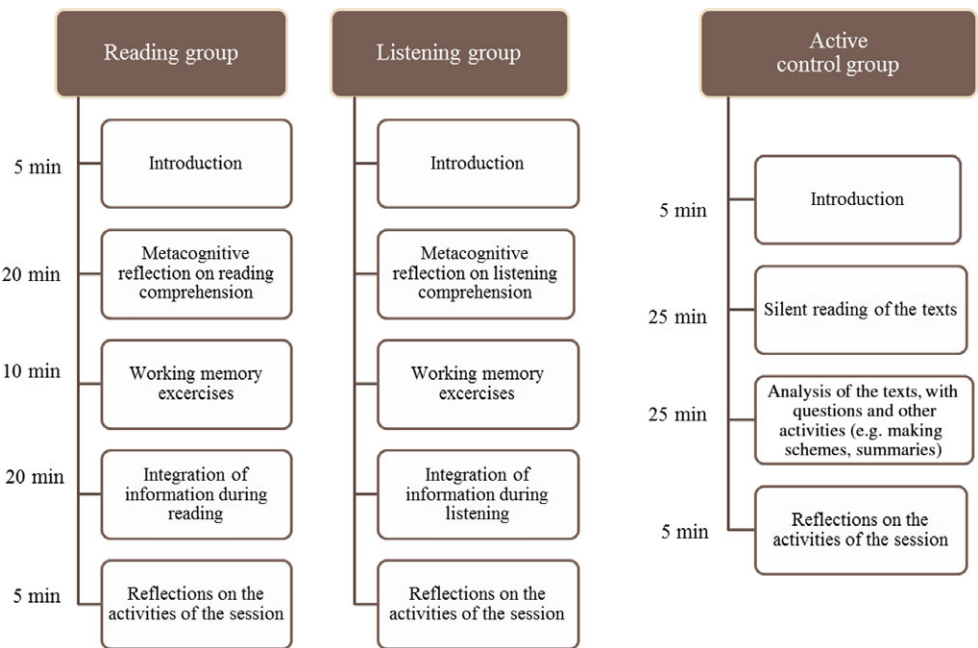 Reading group
5 min
Introduction
20 min
Metacognitive
reflection on reading
comprehension
10 min
Working memory
excercises
20 min
Integration of
information during
reading
5 min
Reflections on the
activities of the session
Listening group
Introduction
Metacognitive
reflection on listening
comprehension
Working memory
excercises
Integration of
information during
listening
Reflections on the
activities of the session
Active
control group
5 min
Introduction
25 min
Silent reading of the texts
25 min
Analysis of the texts, with
questions and other
activities (e.g. making
schemes, summaries)
5 min
Reflections on the
activities of the session